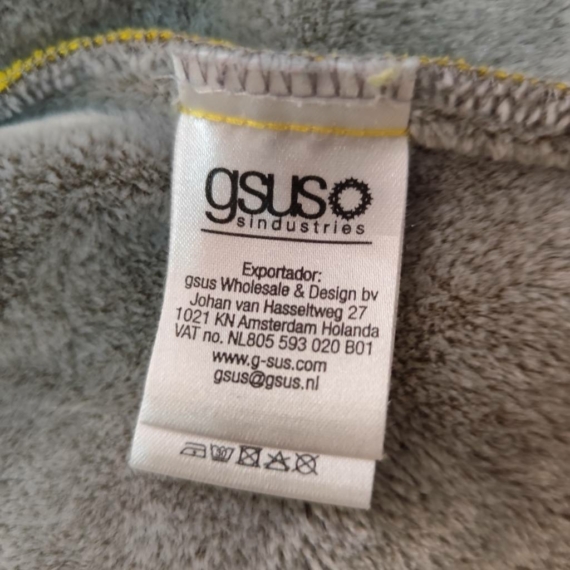 gsus
sindustries
Exportador:
gsus Wholesale & Design bv
Johan van Hasseltweg 27
1021 KN Amsterdam Holanda
VAT no. NL805 593 020 B01
www.g-sus.com
gsus@gsus.nl